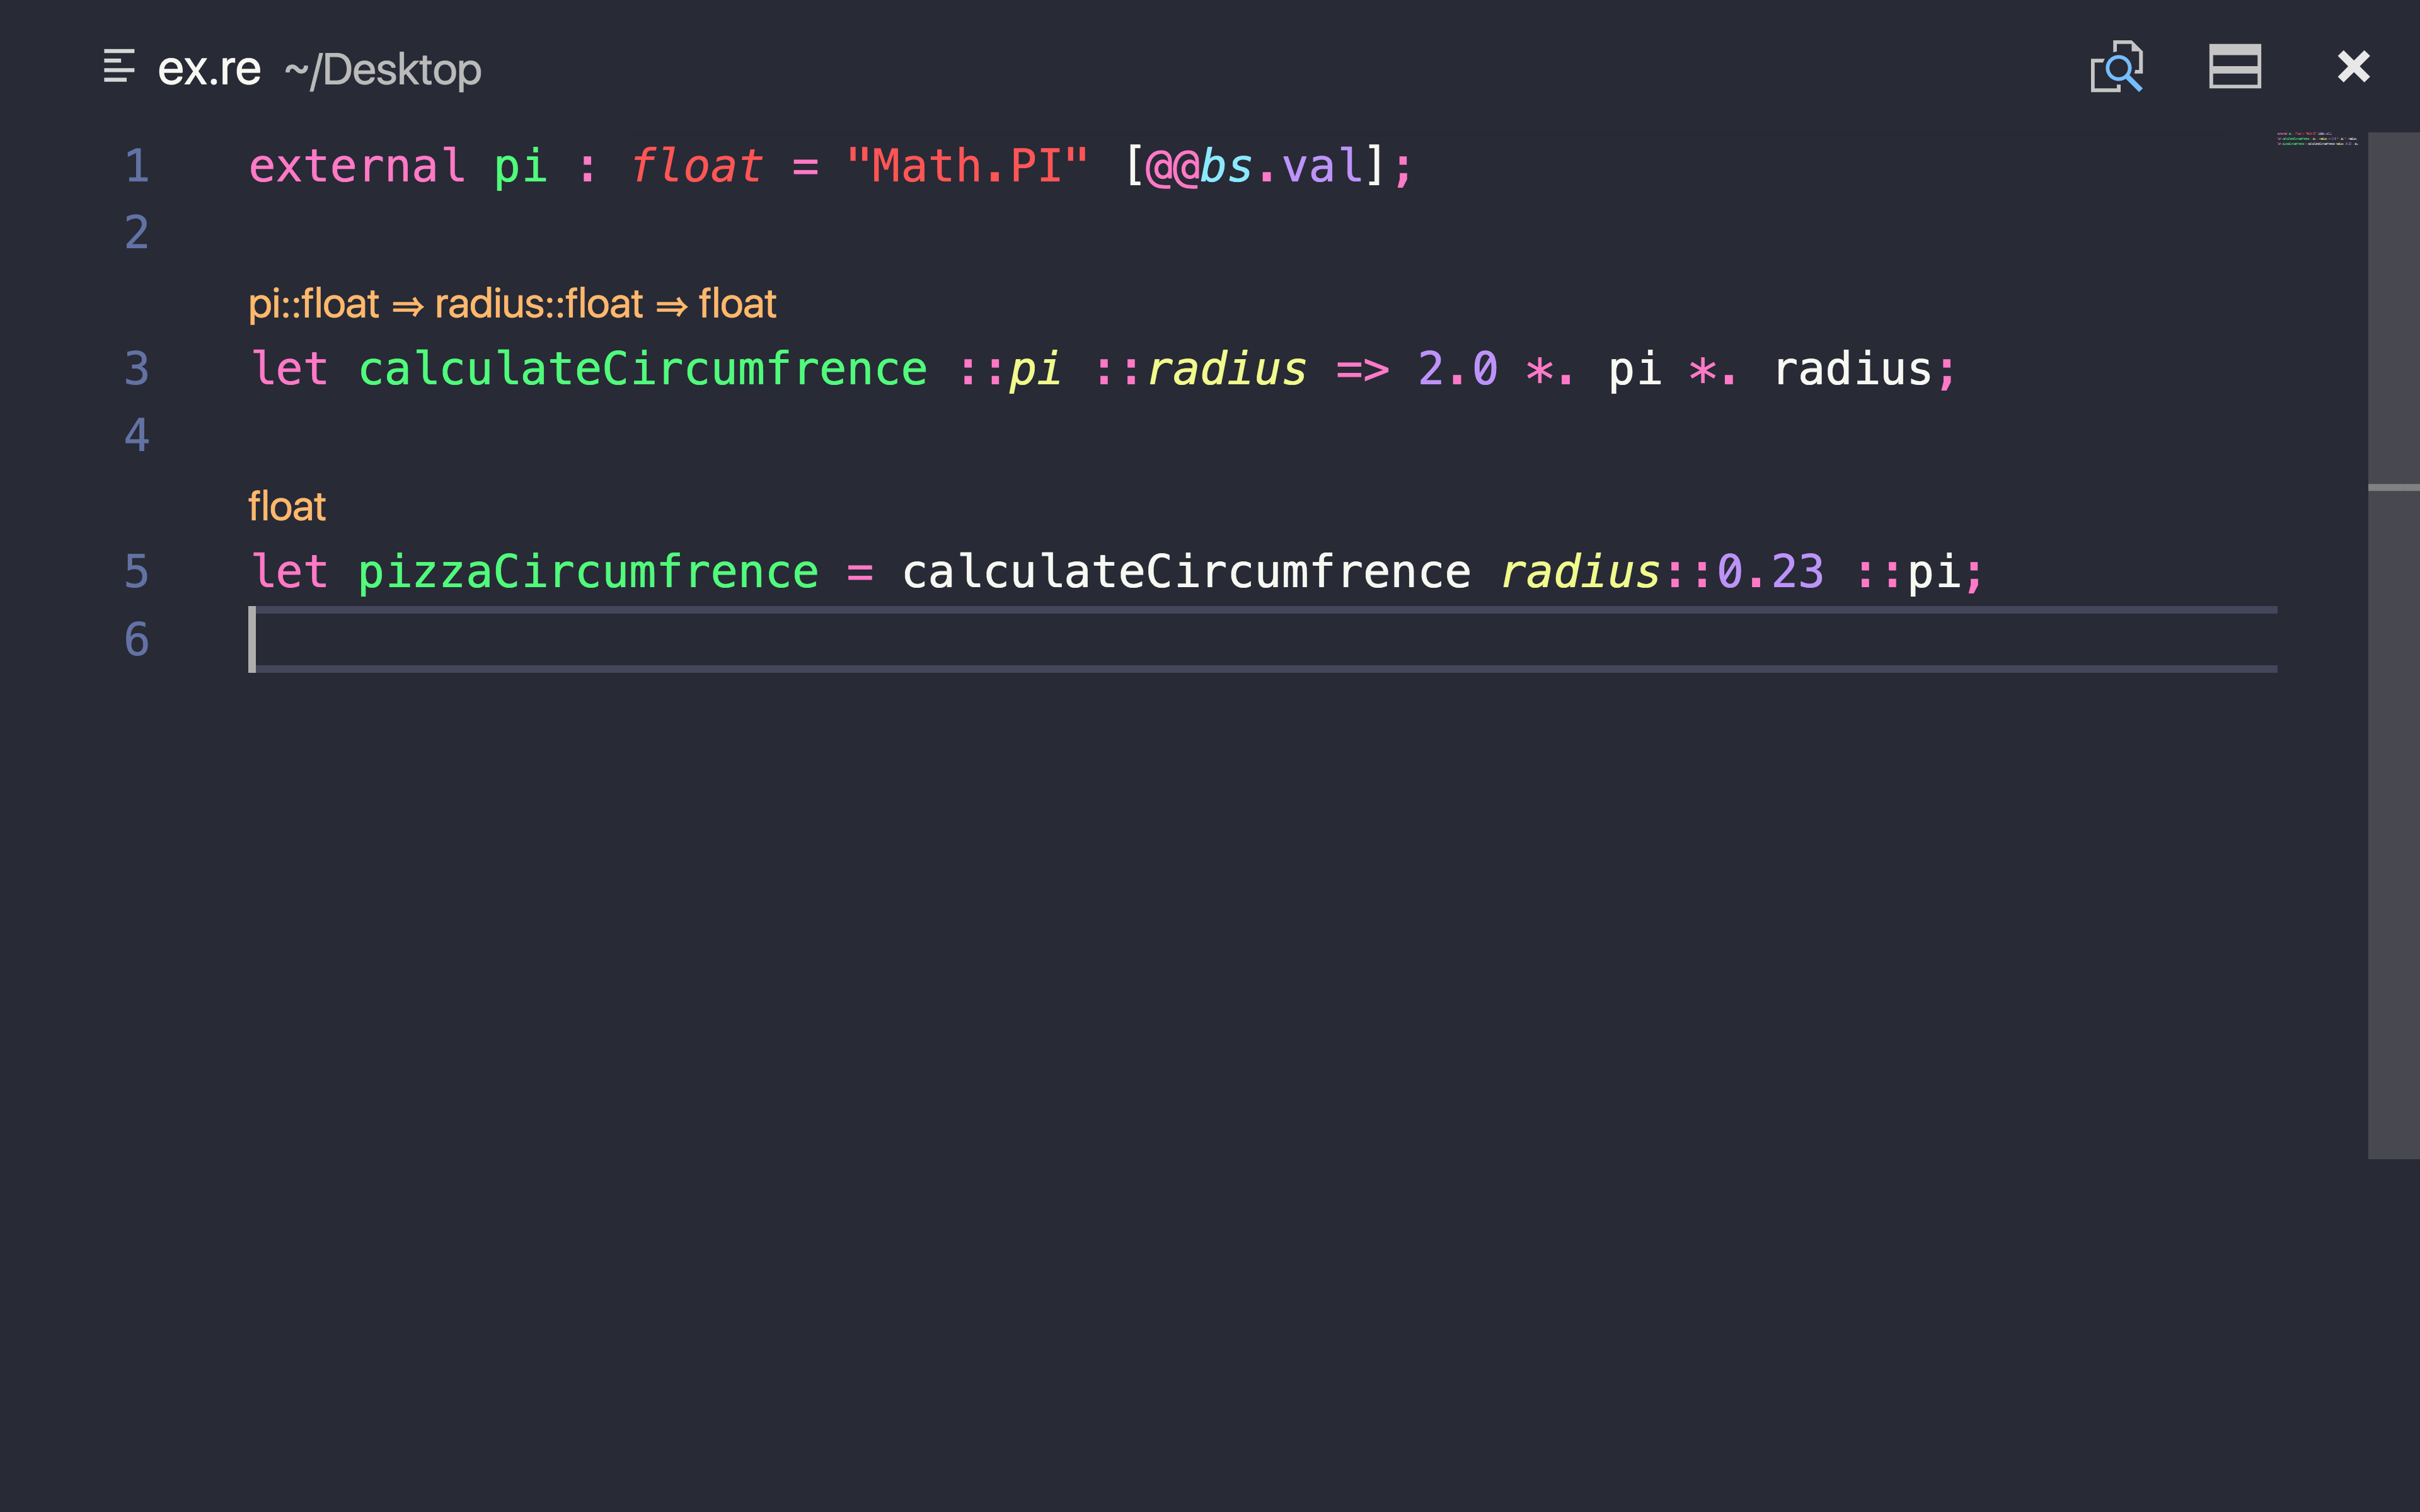 ex.re ~/Desktop
1 external pi : float = "Math.PI" [@@bs.val];
2
pi::float ⇒ radius::float ⇒ float
3 let calculateCircumfrence ::pi ::radius => 2.0 *. pi *. radius;
4
float
5 let pizzaCircumfrence = calculateCircumfrence radius::0.23 ::pi;
6